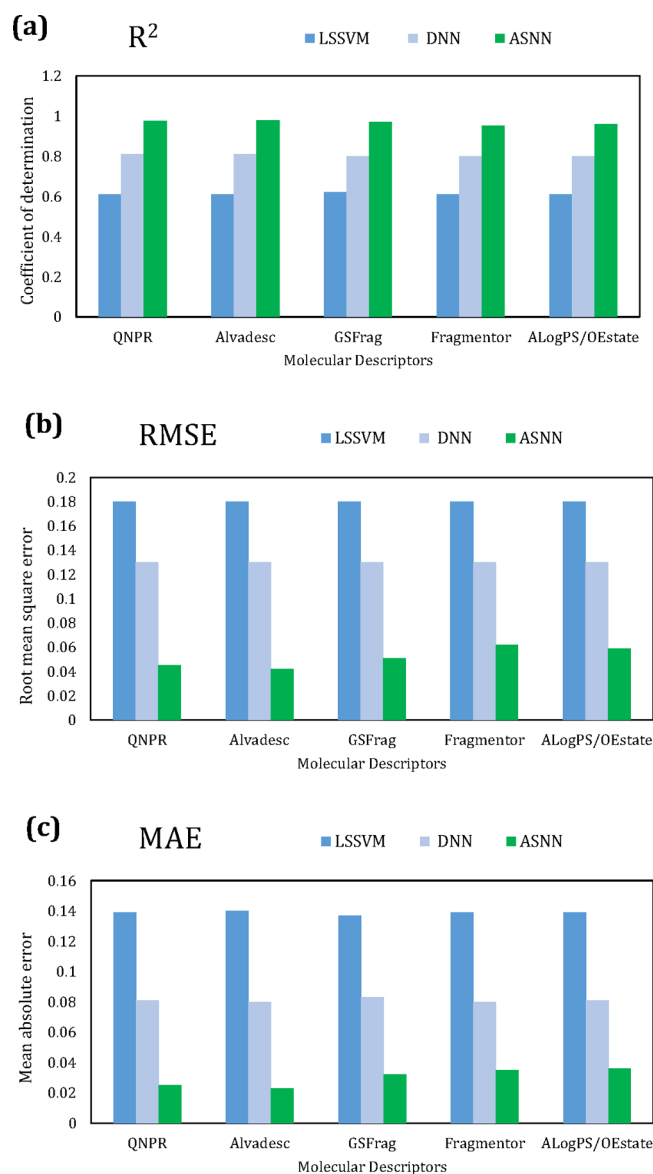 (a)
R²
LSSVM DNN ASNN
Coefficient of determination
1.2
1
0.8
0.6
0.4
0.2
0
QNPR Alvadesc GSFrag Fragmentor ALogPS/OEstate
Molecular Descriptors
(b)
RMSE
LSSVM DNN ASNN
Root mean square error
0.2
0.18
0.16
0.14
0.12
0.1
0.08
0.06
0.04
0.02
0
QNPR Alvadesc GSFrag Fragmentor ALogPS/OEstate
Molecular Descriptors
(c)
MAE
LSSVM DNN ASNN
Mean absolute error
0.16
0.14
0.12
0.1
0.08
0.06
0.04
0.02
0
QNPR Alvadesc GSFrag Fragmentor ALogPS/OEstate
Molecular Descriptors